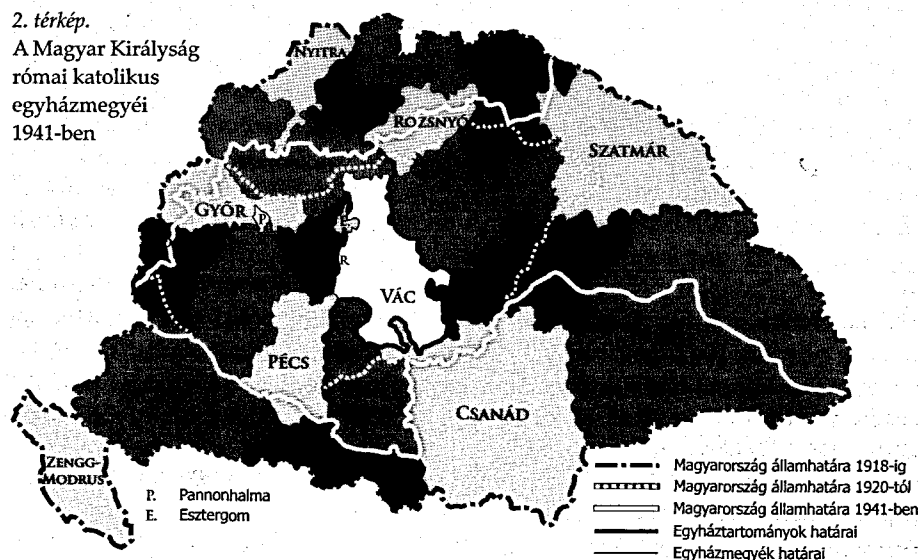 2. térkép.
A Magyar Királyság
római katolikus
egyházmegyéi
1941-ben
NYITRA
ROZSNYÓ
SZATMÁR
GYŐR
P.
E.
R
VÁC
PÉCS
CSANÁD
ZENGG-
MODRUS
P. Pannonhalma
E. Esztergom
Magyarország államhatára 1918-ig
Magyarország államhatára 1920-tól
Magyarország államhatára 1941-ben
Egyháztartományok határai
Egyházmegyék határai